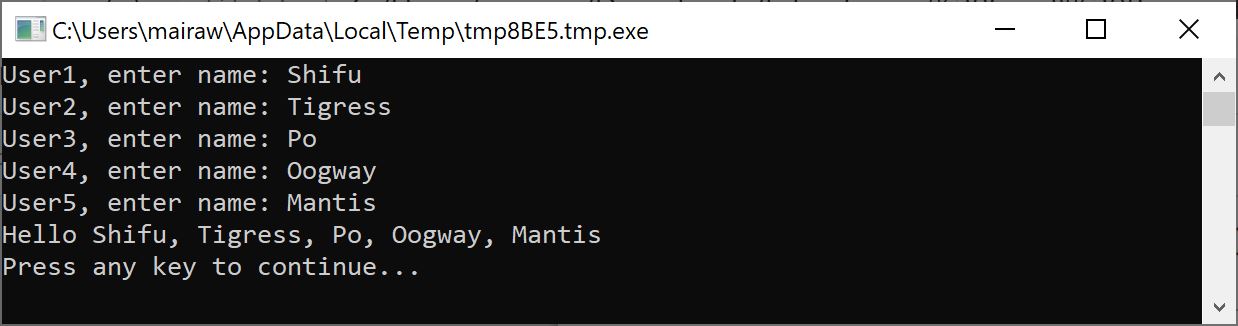 C:\Users\mairaw\AppData\Local\Temp\tmp8BE5.tmp.exe
User1, enter name: Shifu
User2, enter name: Tigress
User3, enter name: Po
User4, enter name: Oogway
User5, enter name: Mantis
Hello Shifu, Tigress, Po, Oogway, Mantis
Press any key to continue...